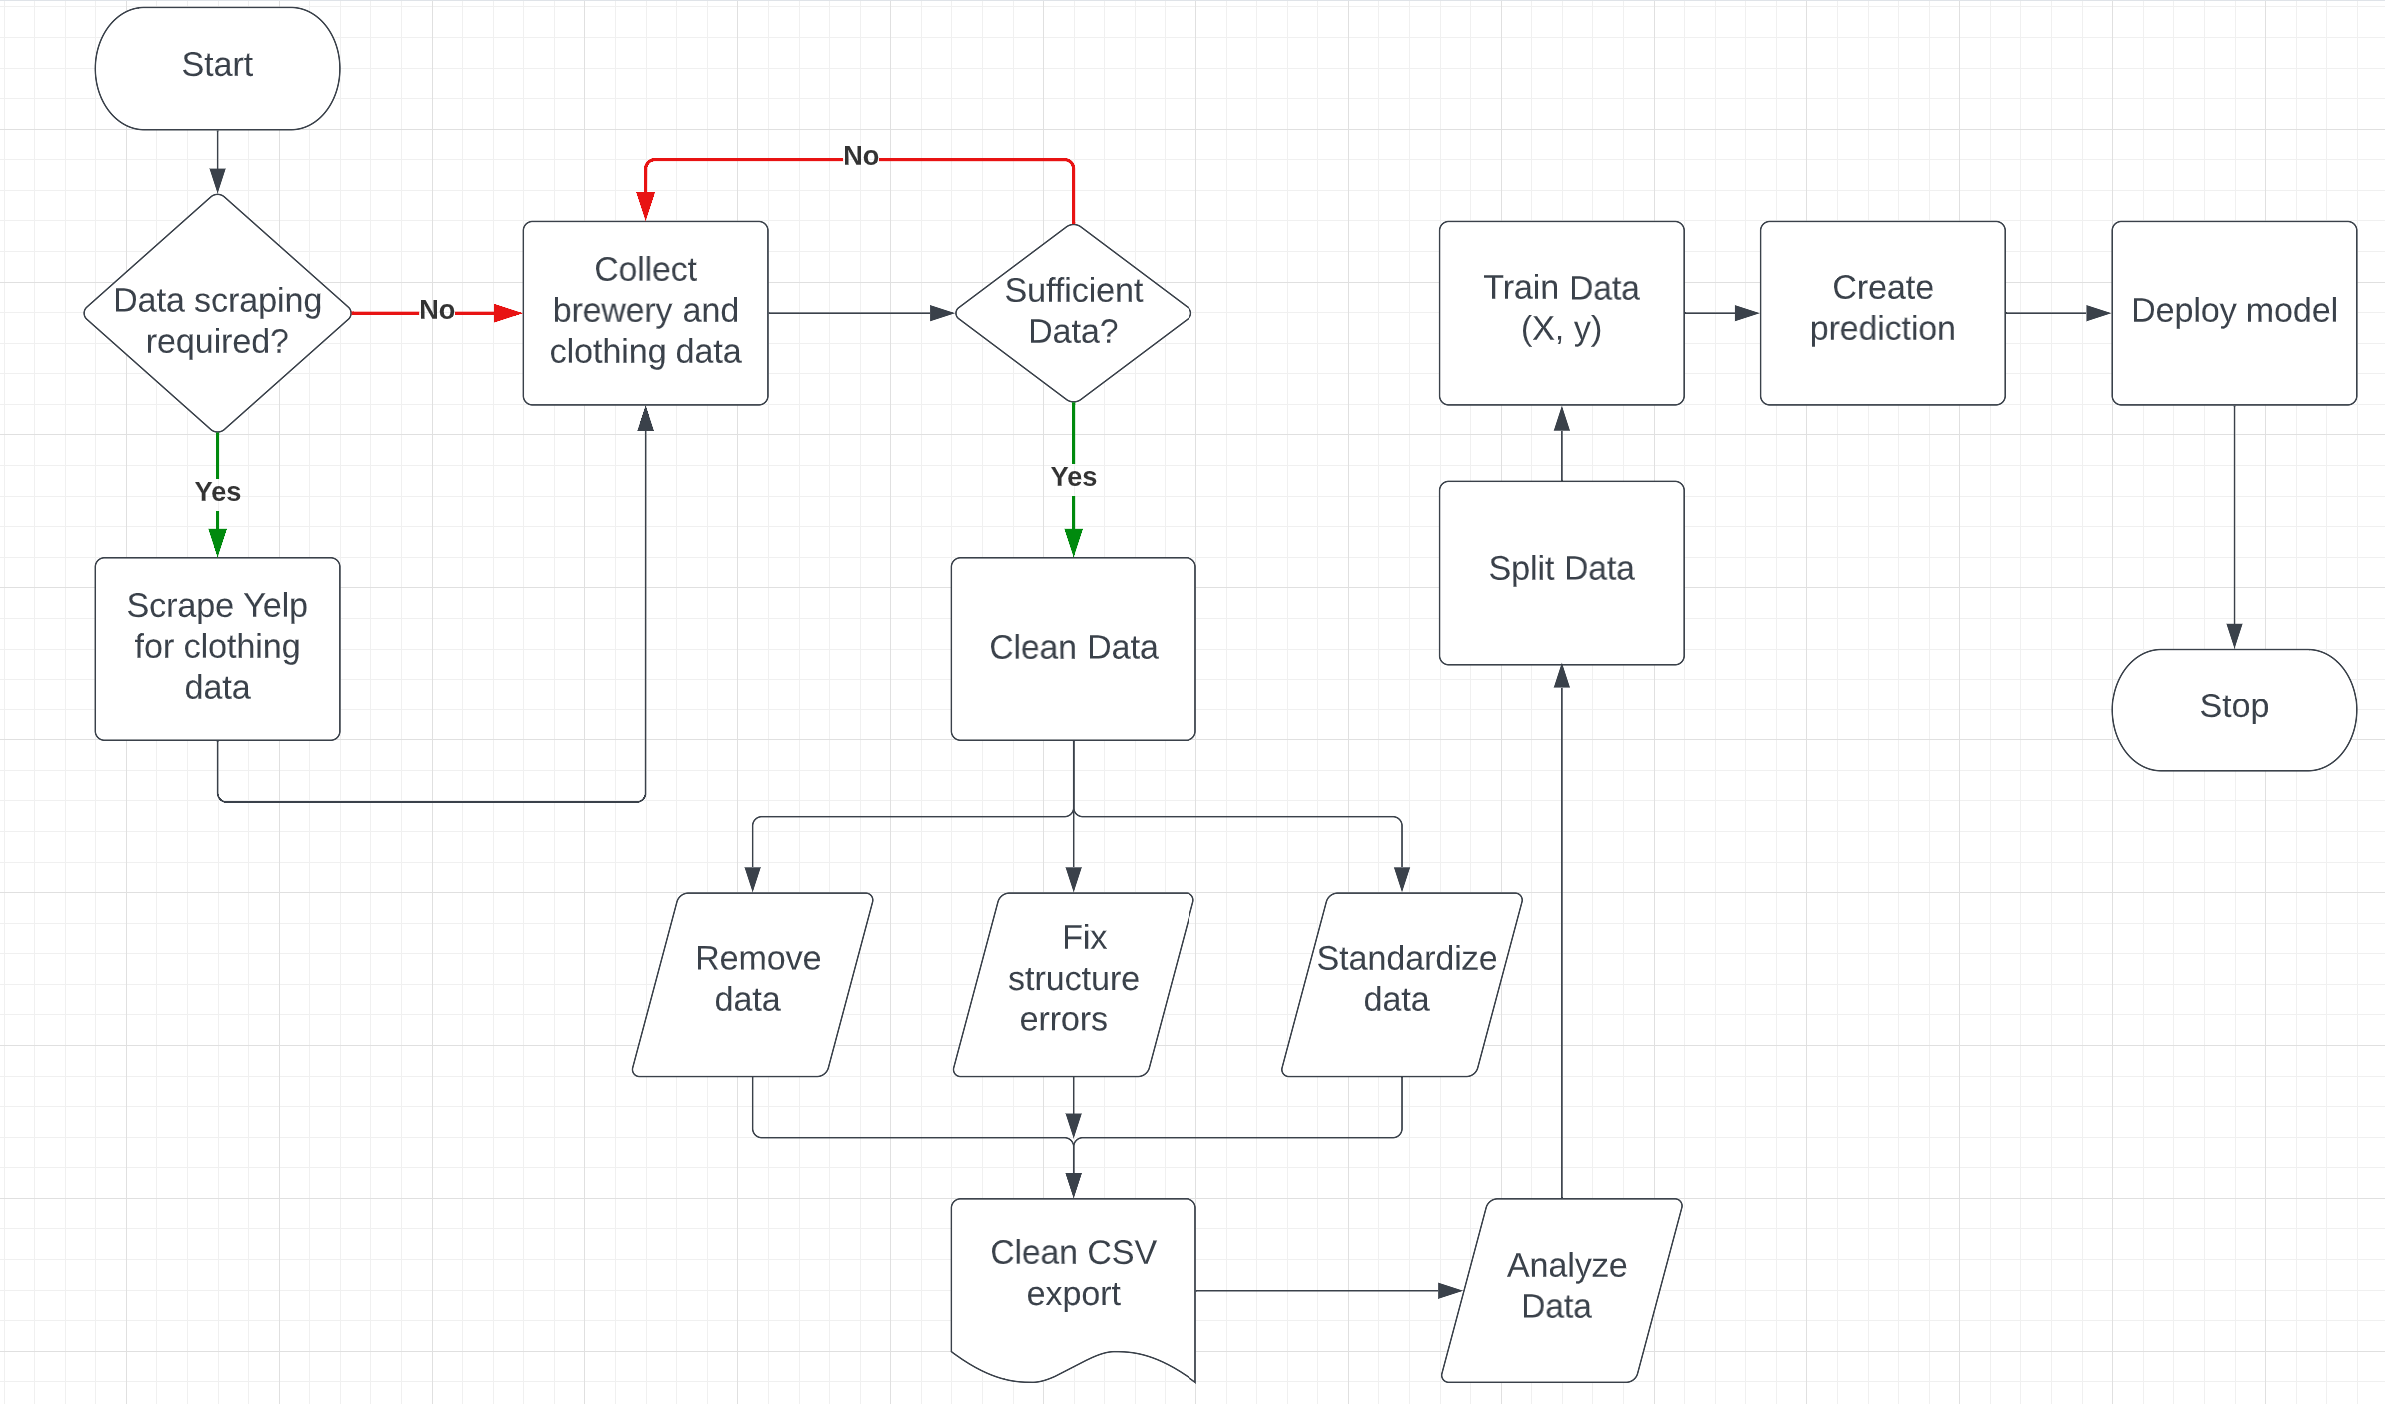 Start
Data scraping
required?
No
Yes
Scrape Yelp
for clothing
data
Collect
brewery and
clothing data
No
Sufficient
Data?
Yes
Clean Data
Remove
data
Fix
structure
errors
Standardize
data
Clean CSV
export
Analyze
Data
Split Data
Train Data
(X, y)
Create
prediction
Deploy model
Stop